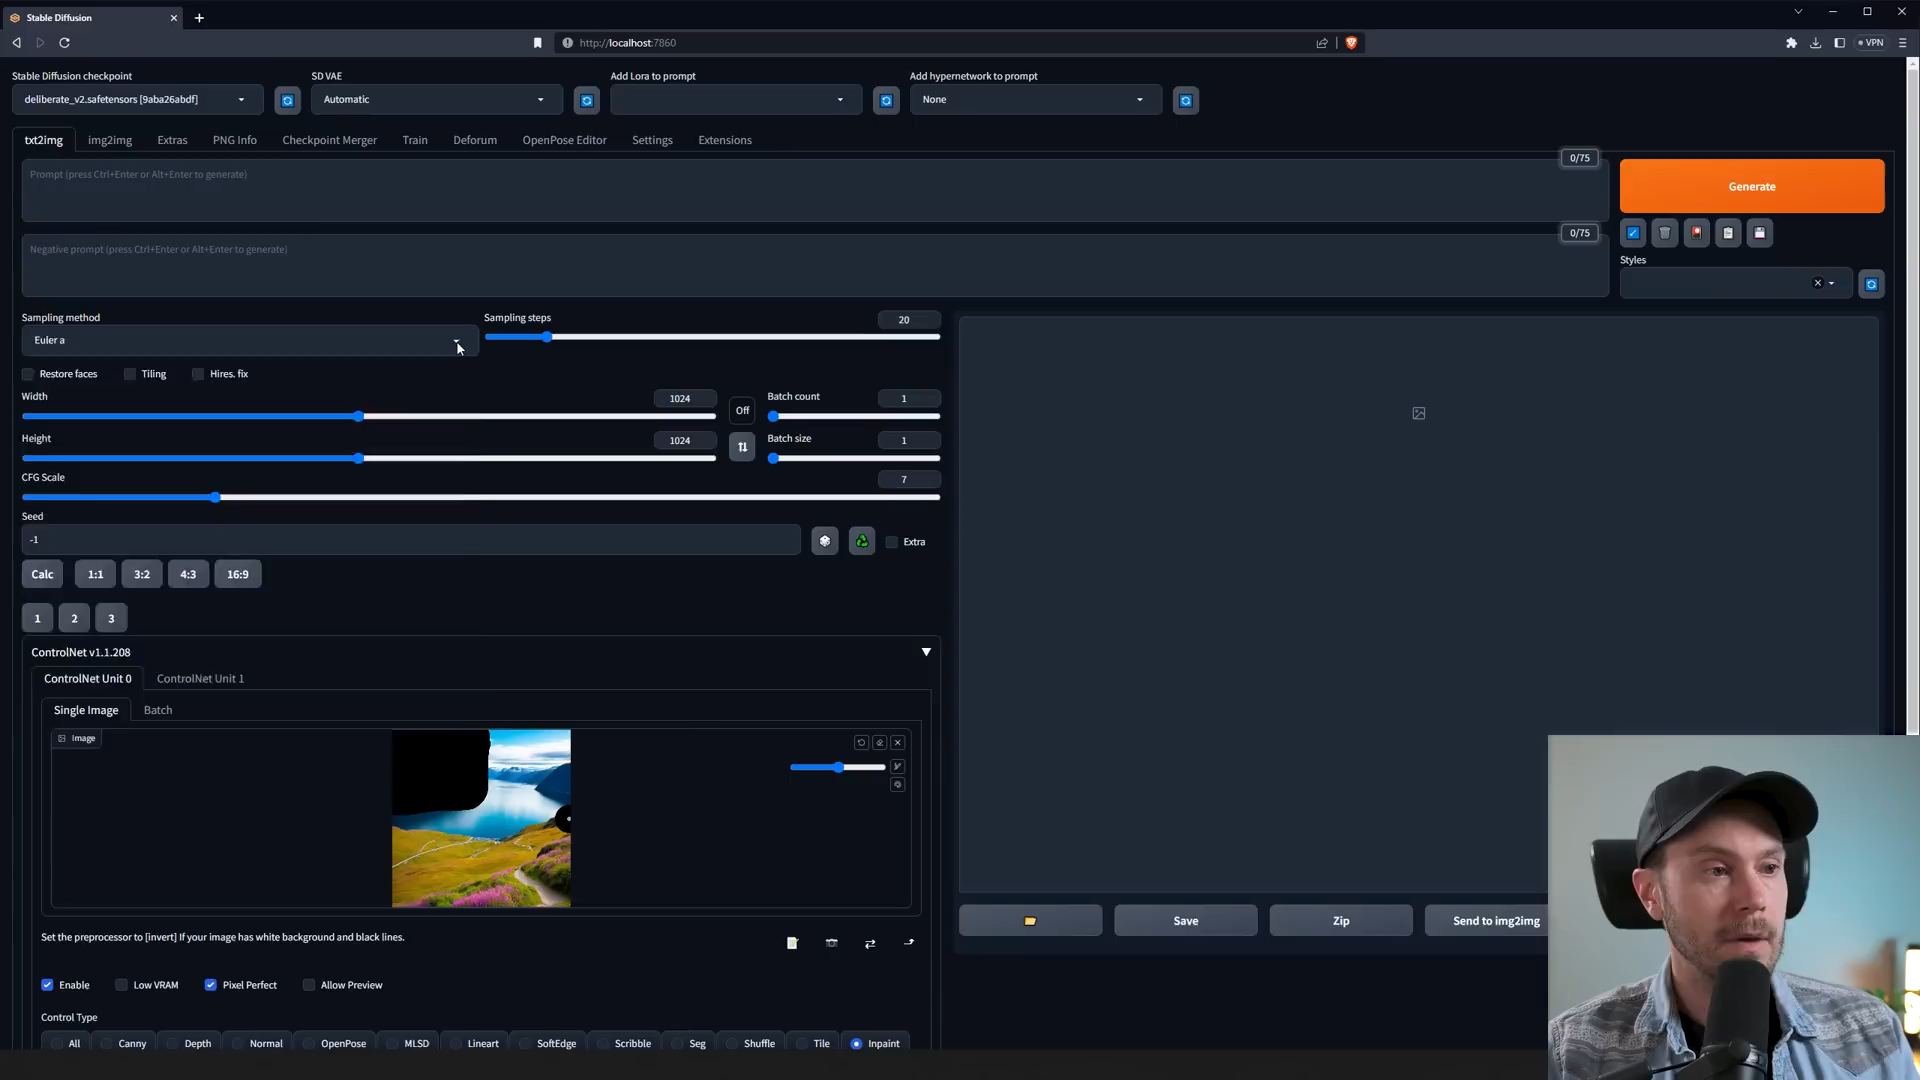 Stable Diffusion
http://localhost:7860
VPN
Stable Diffusion checkpoint
SD VAE
Add Lora to prompt
Add hypernetwork to prompt
deliberate_v2.safetensors [9aba26abdf]
Automatic
None
txt2img
img2img
Extras
PNG Info
Checkpoint Merger
Train
Deforum
OpenPose Editor
Settings
Extensions
0/75
Prompt (press Ctrl+Enter or Alt+Enter to generate)
Generate
0/75
Negative prompt (press Ctrl+Enter or Alt+Enter to generate)
Styles
Sampling method
Sampling steps
20
Euler a
Restore faces
Tiling
Hires. fix
Width
1024
Off
Batch count
1
Height
1024
Batch size
1
CFG Scale
7
Seed
-1
Extra
Calc
1:1
3:2
4:3
16:9
1
2
3
ControlNet v1.1.208
ControlNet Unit 0
ControlNet Unit 1
Single Image
Batch
Image
Save
Zip
Send to img2img
Set the preprocessor to [invert] If your image has white background and black lines.
Enable
Low VRAM
Pixel Perfect
Allow Preview
Control Type
All
Canny
Depth
Normal
OpenPose
MLSD
Lineart
SoftEdge
Scribble
Seg
Shuffle
Tile
Inpaint